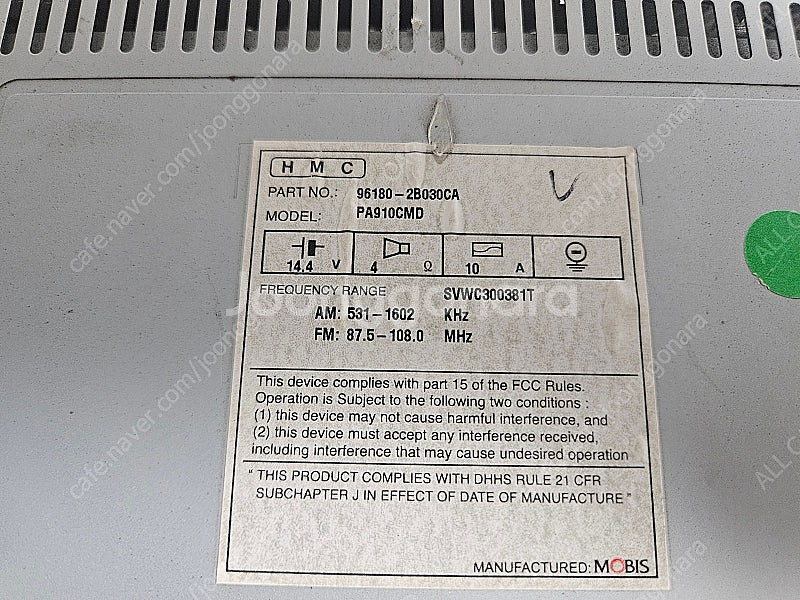 H M C
PART NO.: 96180-2B030CA
MODEL: PA910CMD
14.4 V 4 Ω 10 A
FREQUENCY RANGE SVWC300381T
AM: 531-1602 KHz
FM: 87.5-108.0 MHz
Joonggonara
This device complies with part 15 of the FCC Rules.
Operation is Subject to the following two conditions :
(1) this device may not cause harmful interference, and
(2) this device must accept any interference received,
including interference that may cause undesired operation
" THIS PRODUCT COMPLIES WITH DHHS RULE 21 CFR
SUBCHAPTER J IN EFFECT OF DATE OF MANUFACTURE "
MANUFACTURED: MOBIS
cafe.naver.com/joonggonara